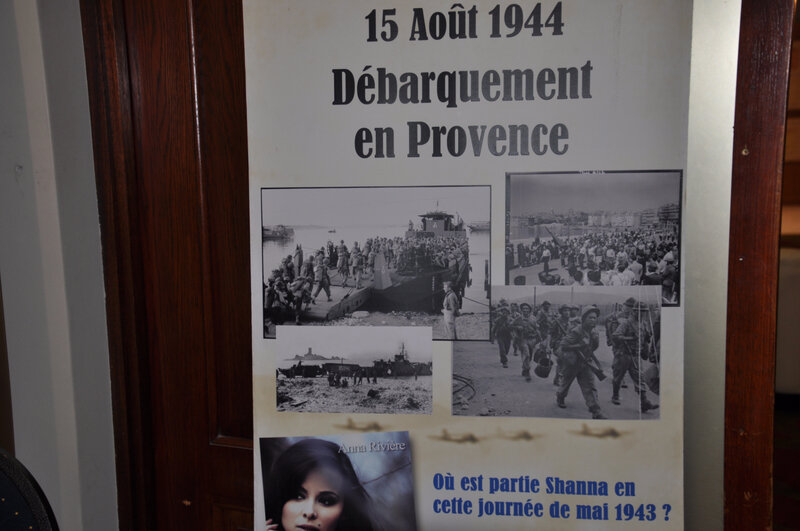 15 Août 1944
Débarquement
en Provence
Anna Rivière
Où est partie Shanna en
cette journée de mai 1943 ?